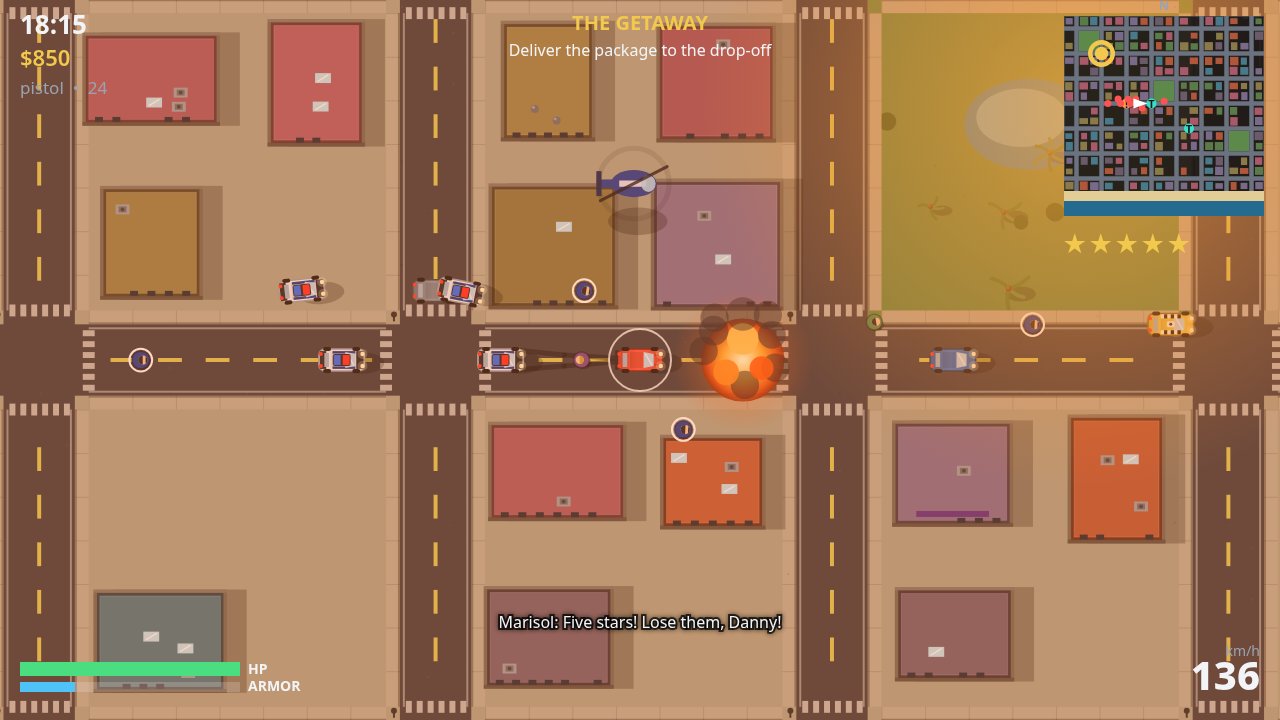 18:15
$850
pistol • 24
THE GETAWAY
Deliver the package to the drop-off
N
Marisol: Five stars! Lose them, Danny!
HP
ARMOR
km/h
136